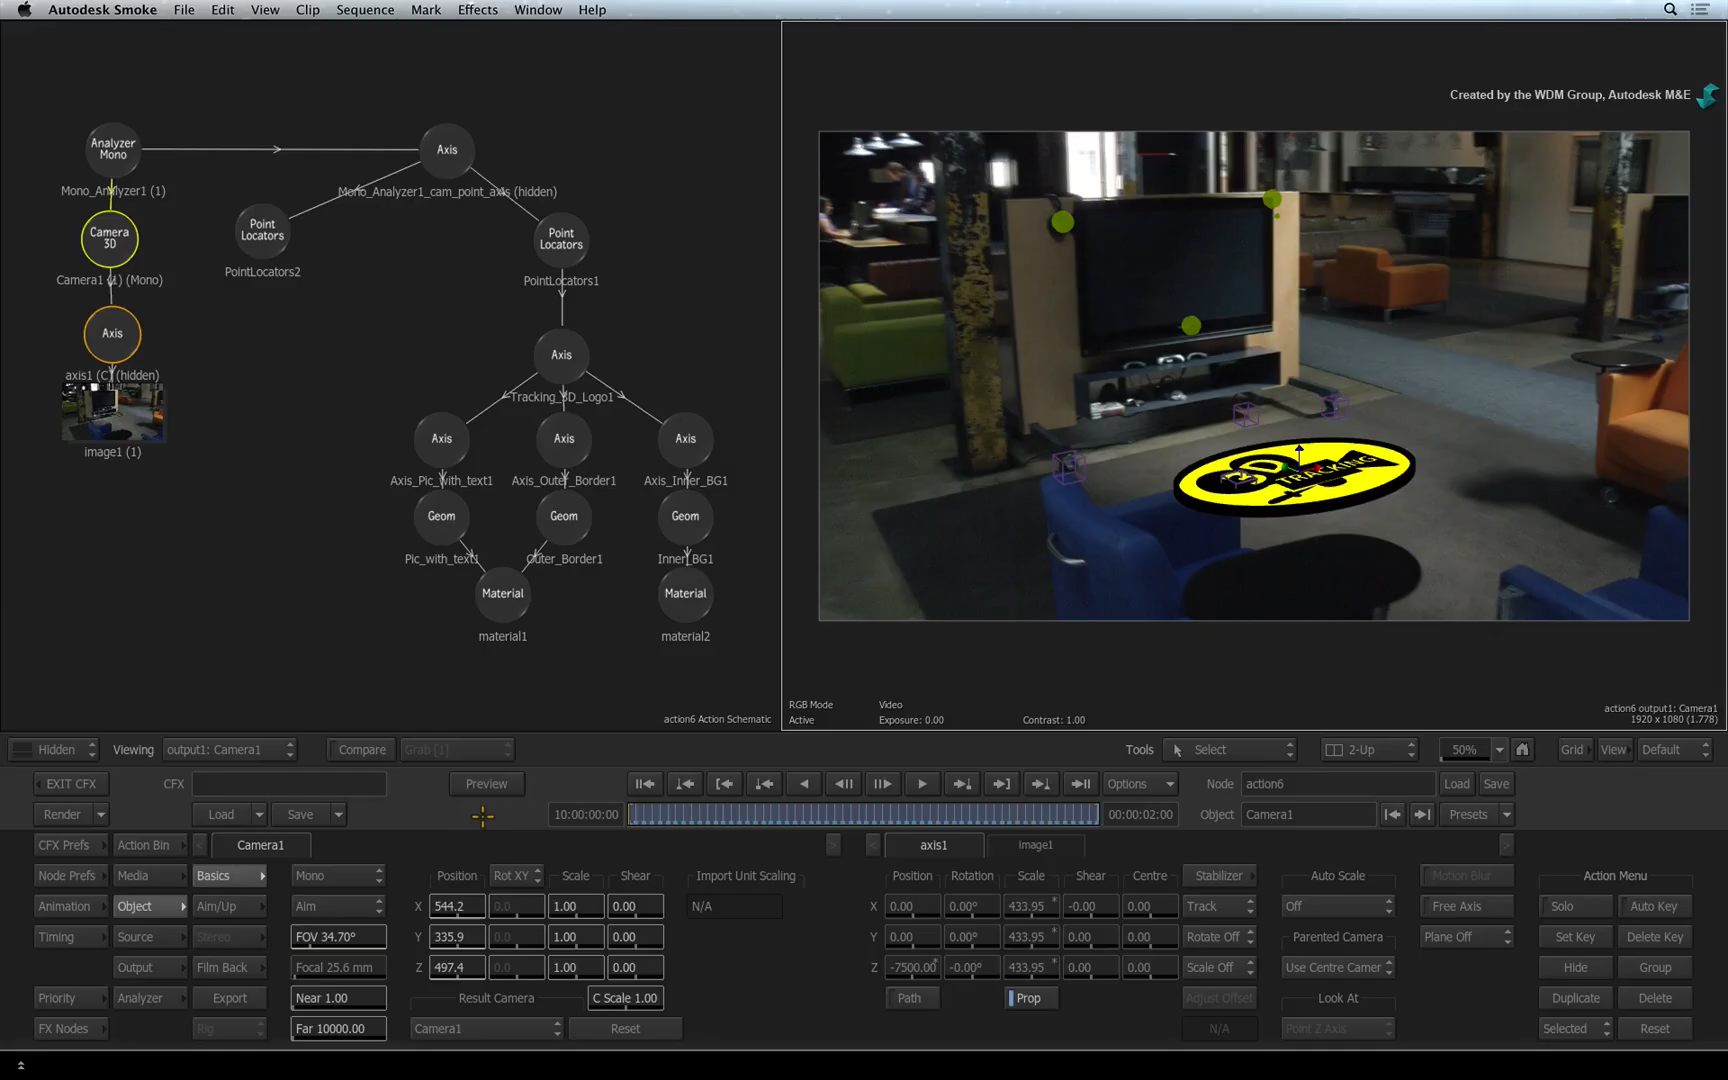 Autodesk Smoke File Edit View Clip Sequence Mark Effects Window Help
Created by the WDM Group, Autodesk M&E
Analyzer Mono
Mono_Analyzer1 (1)
Axis
Mono_Analyzer1_cam_point_axis (hidden)
Camera 3D
Camera1 (1) (Mono)
Point Locators
PointLocators2
Point Locators
PointLocators1
Axis
axis1 (C) (hidden)
image1 (1)
Axis
Tracking_3D_Logo1
Axis Axis Axis
Axis_Pic_with_text1 Axis_Outer_Border1 Axis_Inner_BG1
Geom Geom Geom
Pic_with_text1 Outer_Border1 Inner_BG1
Material Material
material1 material2
3D
TRACKING
RGB Mode Video
Active Exposure: 0.00 Contrast: 1.00
action6 Action Schematic
action6 output1: Camera1
1920 x 1080 (1.778)
Hidden Viewing output1: Camera1 Compare Grab [1] Tools Select 2-Up 50% Grid View Default
EXIT CFX CFX Preview Options Node action6 Load Save
Render Load Save 10:00:00:00 00:00:02:00 Object Camera1 Presets
CFX Prefs Action Bin < Camera1 > < axis1 image1 >
Node Prefs Media Basics Mono Position Rot XY Scale Shear Import Unit Scaling Position Rotation Scale Shear Centre Stabilizer Auto Scale Motion Blur Action Menu
Animation Object Aim/Up Aim X 544.2 0.0 1.00 0.00 N/A X 0.00 0.00° 433.95 * -0.00 0.00 Track Off Free Axis Solo Auto Key
Timing Source Stereo FOV 34.70° Y 335.9 0.0 1.00 0.00 Y 0.00 0.00° 433.95 * 0.00 0.00 Rotate Off Parented Camera Plane Off Set Key Delete Key
Output Film Back Focal 25.6 mm Z 497.4 0.0 1.00 0.00 Z -7500.00 * -0.00° 433.95 * 0.00 0.00 Scale Off Use Centre Camer Hide Group
Priority Analyzer Export Near 1.00 Result Camera C Scale 1.00 Path Prop Adjust Offset Look At Duplicate Delete
FX Nodes Rig Far 10000.00 Camera1 Reset N/A Point Z Axis Selected Reset